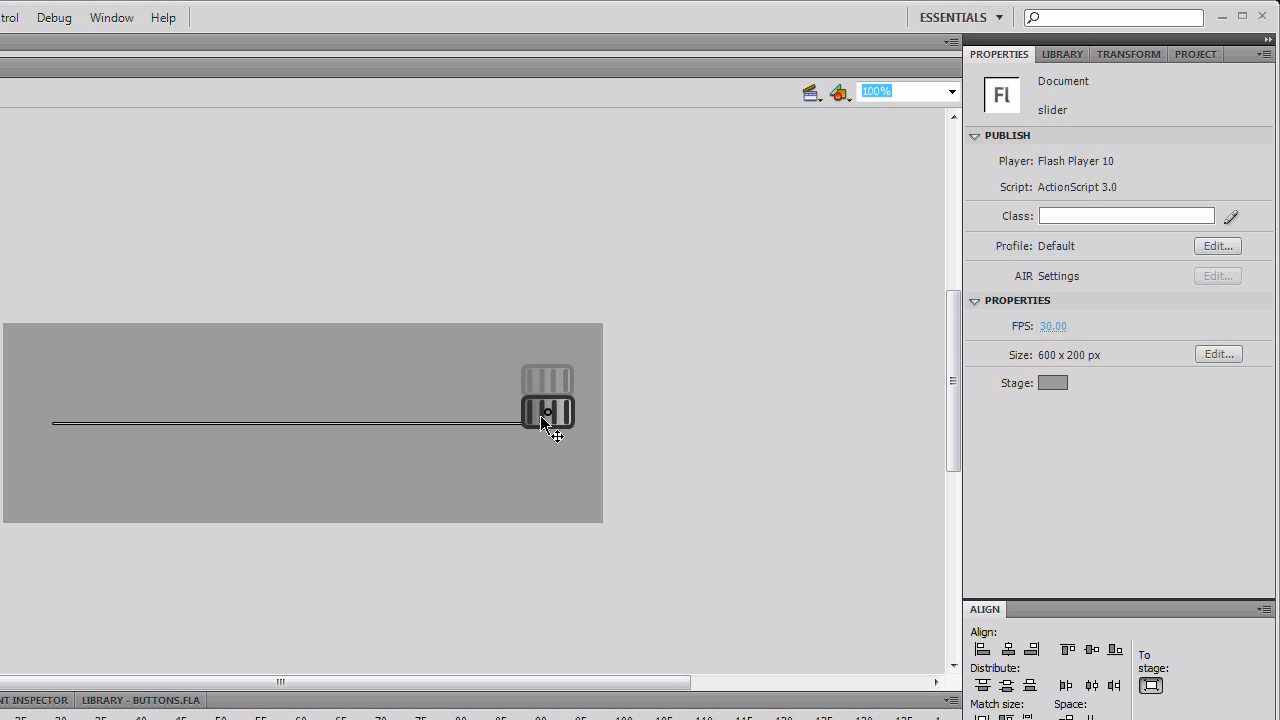 trol Debug Window Help ESSENTIALS
PROPERTIES LIBRARY TRANSFORM PROJECT
100%
Fl
Document
slider
PUBLISH
Player: Flash Player 10
Script: ActionScript 3.0
Class:
Profile: Default Edit...
AIR Settings Edit...
PROPERTIES
FPS: 30.00
Size: 600 x 200 px Edit...
Stage:
ALIGN
Align:
To
stage:
Distribute:
Match size: Space:
NT INSPECTOR LIBRARY - BUTTONS.FLA